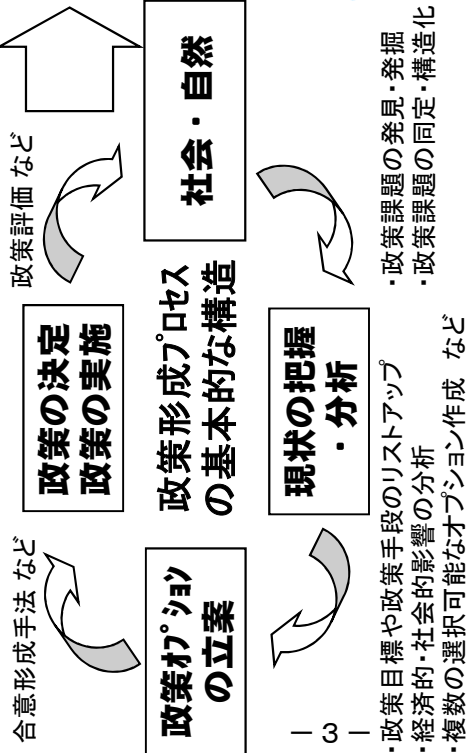 政策形成プロセス
の基本的な構造
社会・自然
・政策課題の発見・発掘
・政策課題の同定・構造化
現状の把握
・分析
・政策目標や政策手段のリストアップ
・経済的・社会的影響の分析
・複数の選択可能なオプション作成 など
政策オプション
の立案
合意形成手法 など
政策の決定
政策の実施
政策評価 など
－3－